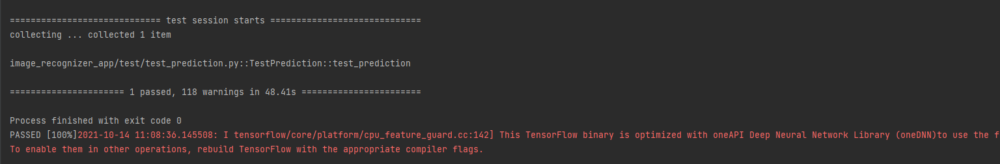 ============================= test session starts =============================
collecting ... collected 1 item
image_recognizer_app/test/test_prediction.py::TestPrediction::test_prediction
====================== 1 passed, 118 warnings in 48.41s =======================
Process finished with exit code 0
PASSED [100%]2021-10-14 11:08:36.145508: I tensorflow/core/platform/cpu_feature_guard.cc:142] This TensorFlow binary is optimized with oneAPI Deep Neural Network Library (oneDNN)to use the f
To enable them in other operations, rebuild TensorFlow with the appropriate compiler flags.